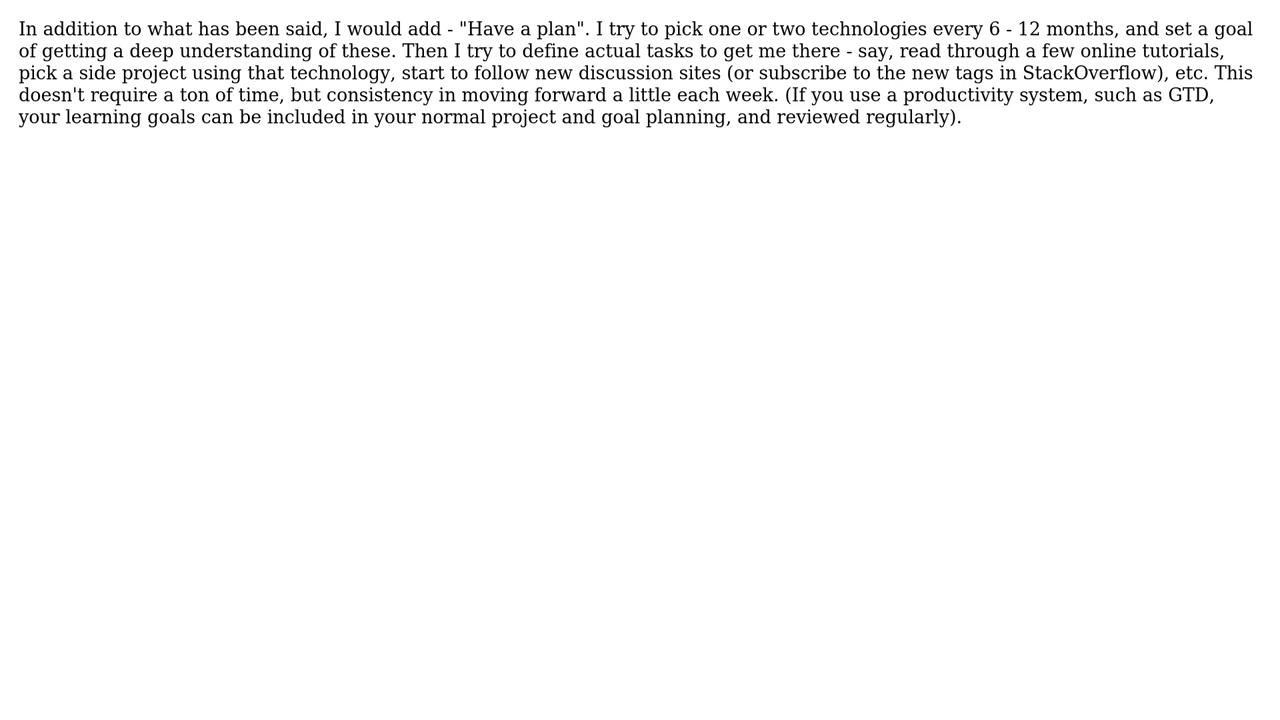 In addition to what has been said, I would add - "Have a plan". I try to pick one or two technologies every 6 - 12 months, and set a goal
of getting a deep understanding of these. Then I try to define actual tasks to get me there - say, read through a few online tutorials,
pick a side project using that technology, start to follow new discussion sites (or subscribe to the new tags in StackOverflow), etc. This
doesn't require a ton of time, but consistency in moving forward a little each week. (If you use a productivity system, such as GTD,
your learning goals can be included in your normal project and goal planning, and reviewed regularly).